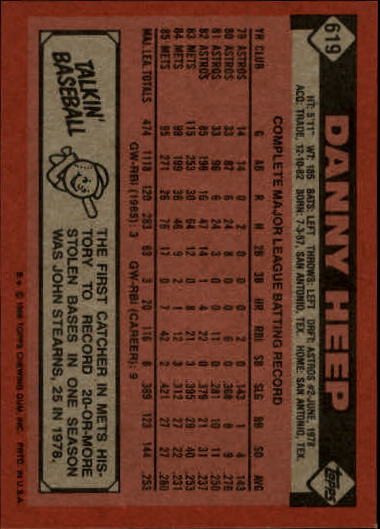 619
DANNY HEEP
topps
HT: 5'11" WT: 185 BATS: LEFT THROWS: LEFT DRFT: ASTROS #2-JUNE, 1978
ACQ: TRADE, 12-10-82 BORN: 7-3-57, SAN ANTONIO, TEX. HOME: SAN ANTONIO, TEX.
COMPLETE MAJOR LEAGUE BATTING RECORD
YR CLUB G AB R H 2B 3B HR RBI SB SLG BB SO AVG
79 ASTROS 14 14 0 2 0 0 0 2 0 .143 1 4 .143
80 ASTROS 33 87 6 24 8 0 0 6 0 .368 8 9 .276
81 ASTROS 33 96 6 24 3 0 0 11 0 .281 10 11 .250
82 ASTROS 85 198 16 47 14 1 4 22 0 .379 21 31 .237
83 METS 115 253 30 64 12 0 8 21 3 .395 29 40 .253
84 METS 99 199 36 46 9 2 1 12 3 .312 27 22 .231
85 METS 95 271 26 76 17 0 7 42 2 .421 27 27 .280
MAJ. LEA. TOTALS 474 1118 120 283 63 3 20 116 8 .369 123 144 .253
GW-RBI (1985): 3 GW-RBI (CAREER): 9
TALKIN'
BASEBALL
THE FIRST CATCHER IN METS HIS-
TORY TO RECORD 20-OR-MORE
STOLEN BASES IN ONE SEASON
WAS JOHN STEARNS, 25 IN 1978.
© 1986 TOPPS CHEWING GUM, INC. PRTD. IN U.S.A.